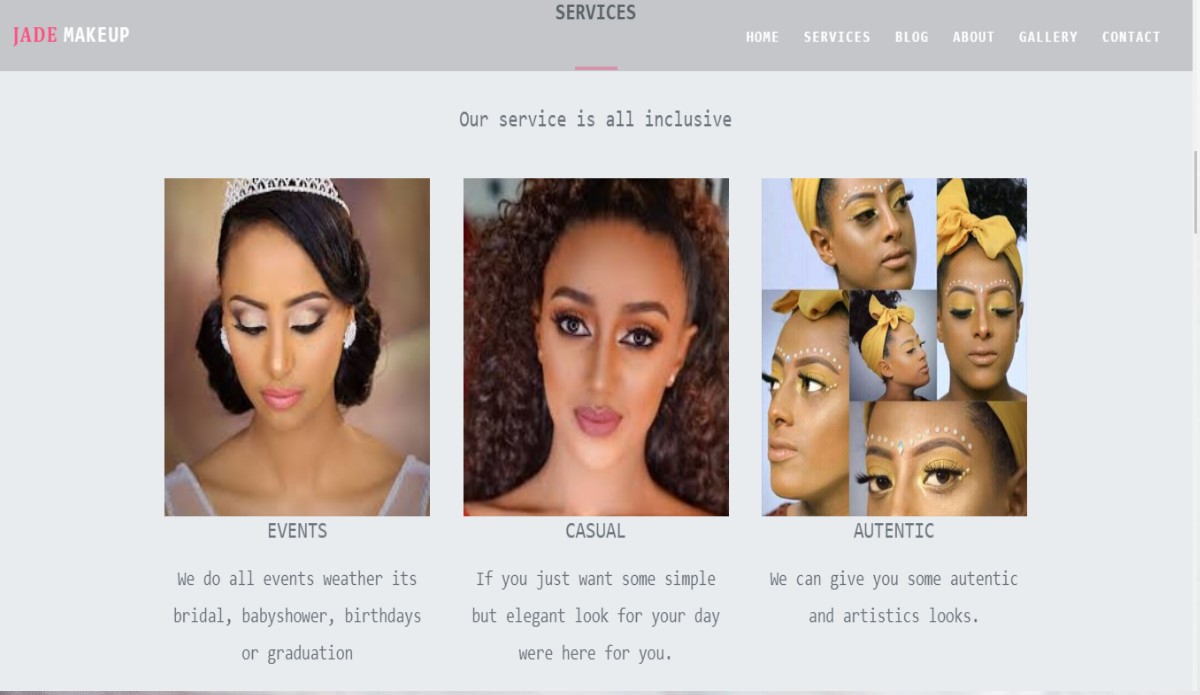 SERVICES
JADE MAKEUP
HOME SERVICES BLOG ABOUT GALLERY CONTACT
Our service is all inclusive
EVENTS
We do all events weather its
bridal, babyshower, birthdays
or graduation
CASUAL
If you just want some simple
but elegant look for your day
were here for you.
AUTENTIC
We can give you some autentic
and artistics looks.